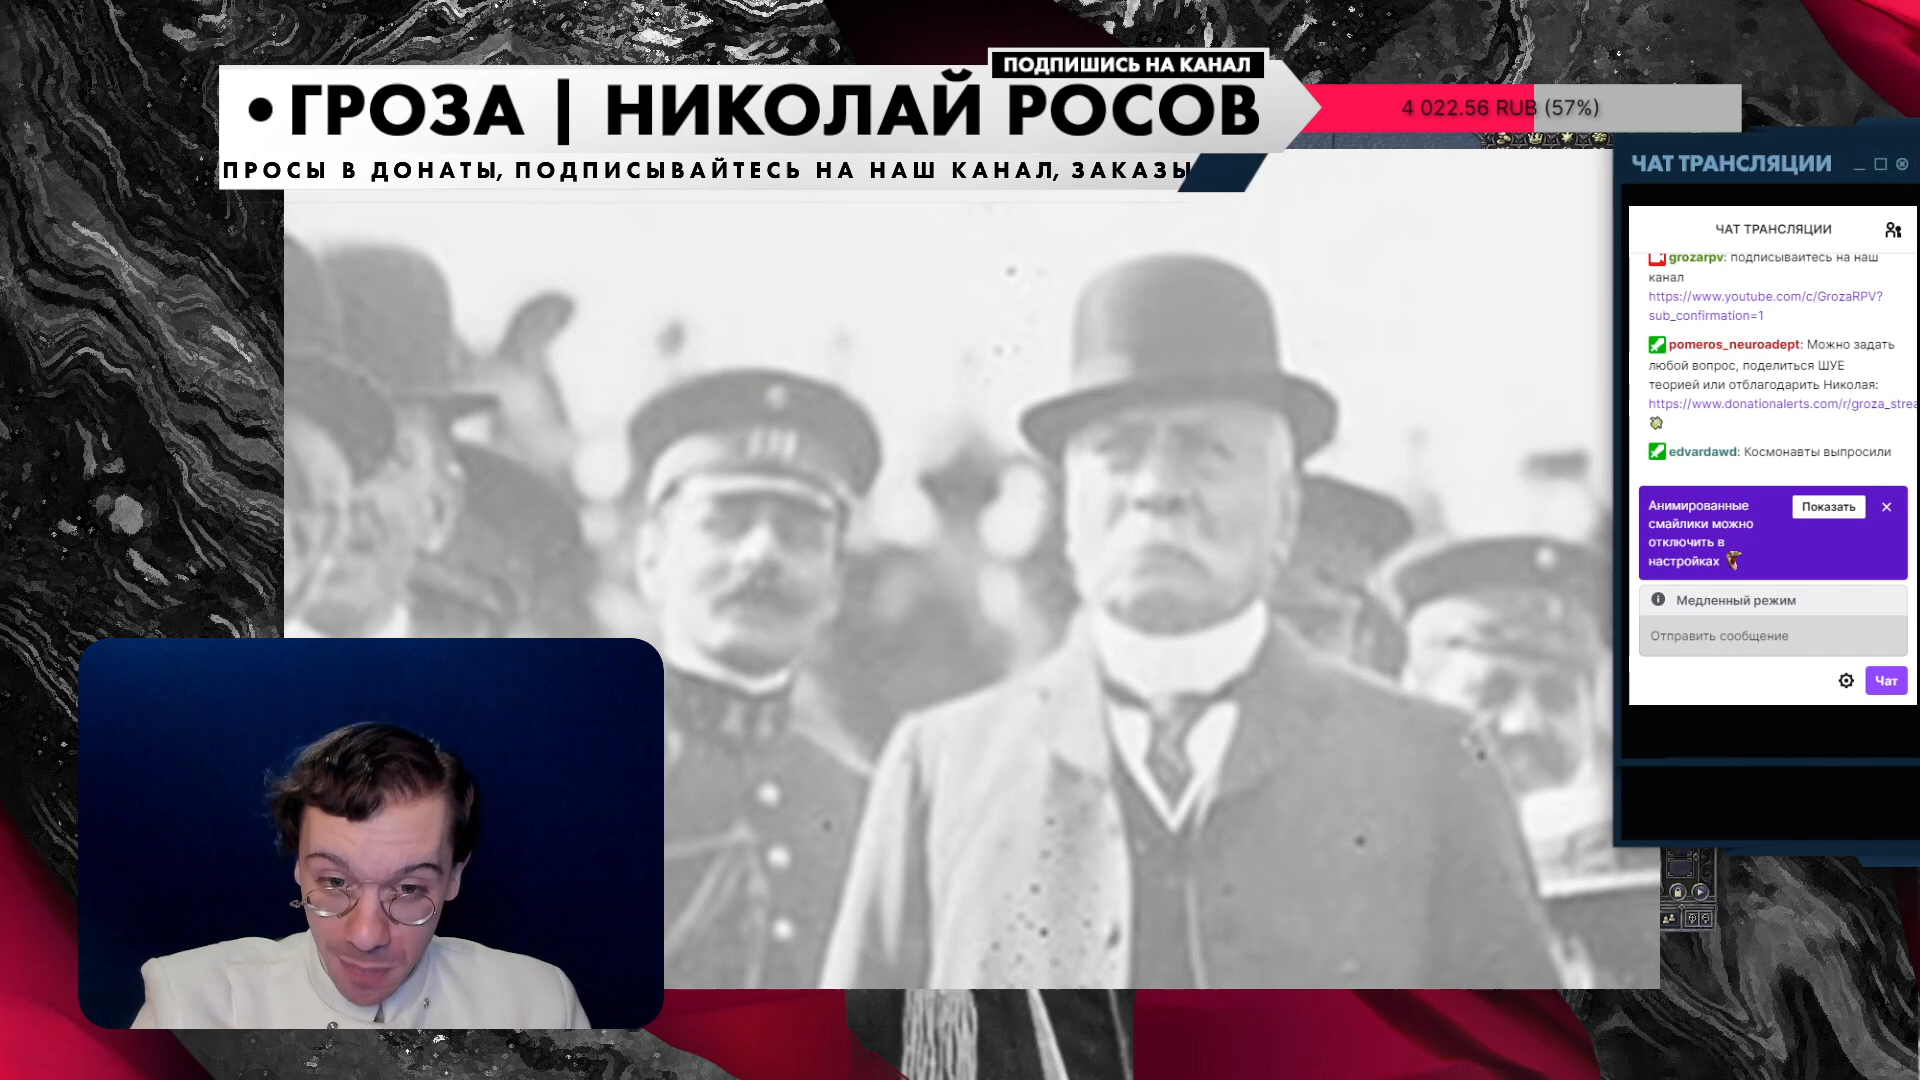 ПОДПИШИСЬ НА КАНАЛ
• ГРОЗА | НИКОЛАЙ РОСОВ
4 022.56 RUB (57%)
ПРОСЫ В ДОНАТЫ, ПОДПИСЫВАЙТЕСЬ НА НАШ КАНАЛ, ЗАКАЗЫ
ЧАТ ТРАНСЛЯЦИИ
ЧАТ ТРАНСЛЯЦИИ
grozarpv: подписывайтесь на наш
канал
https://www.youtube.com/c/GrozaRPV?
sub_confirmation=1
pomeros_neuroadept: Можно задать
любой вопрос, поделиться ШУЕ
теорией или отблагодарить Николая:
https://www.donationalerts.com/r/groza_strea
edvardawd: Космонавты выпросили
Анимированные
смайлики можно
отключить в
настройках
Показать
Медленный режим
Отправить сообщение
Чат